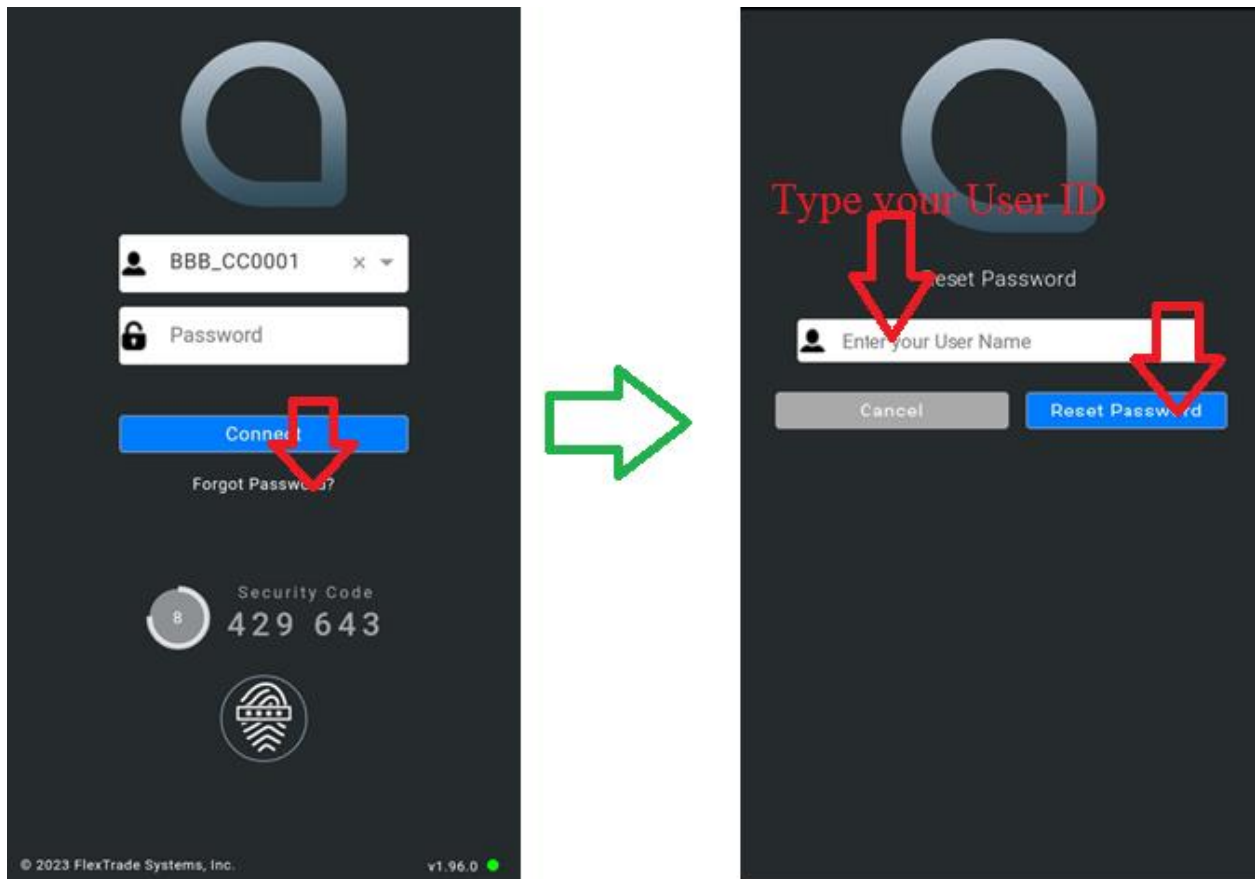 BBB_CC0001
Password
Connect
Forgot Password?
8
Security Code
429 643
© 2023 FlexTrade Systems, Inc.
v1.96.0
Type your User ID
Reset Password
Enter your User Name
Cancel
Reset Password